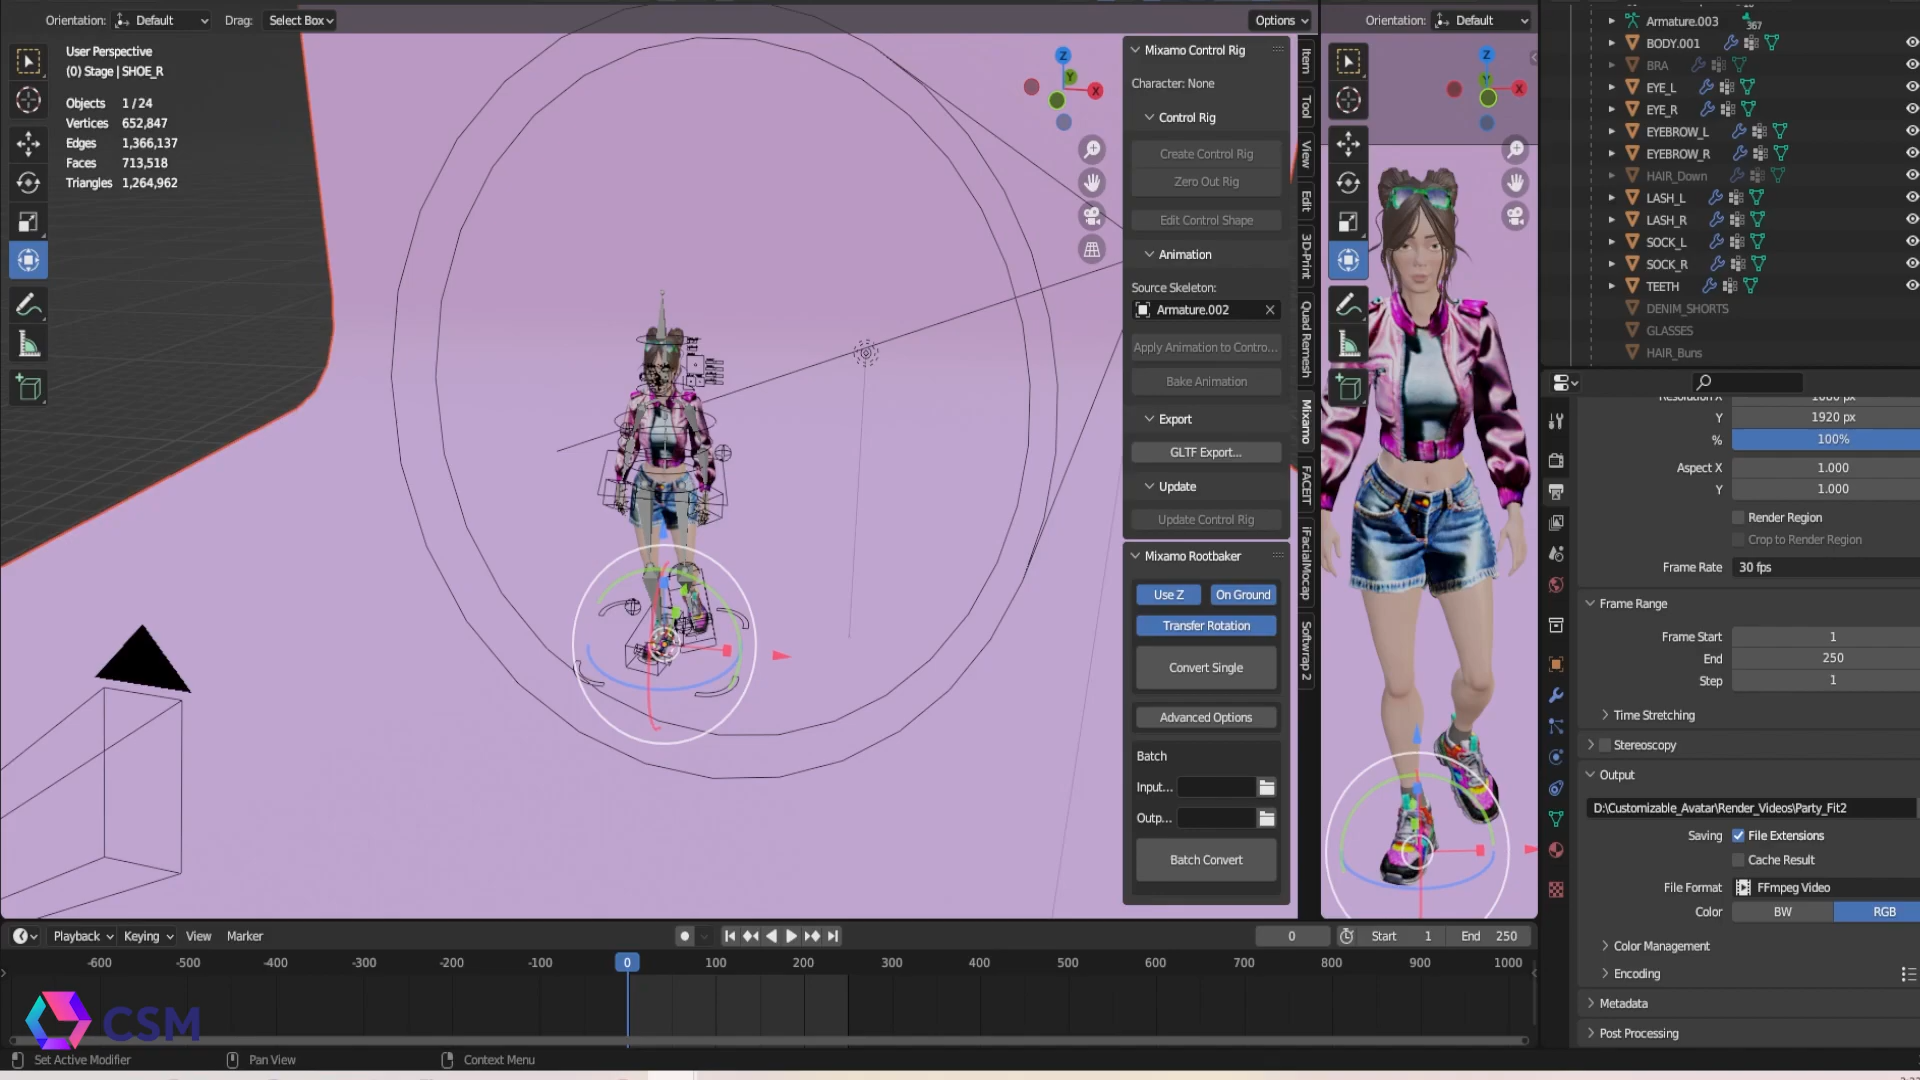 Orientation: Default Drag: Select Box
Options
User Perspective
(0) Stage | SHOE_R
Objects 1 / 24
Vertices 652,847
Edges 1,366,137
Faces 713,518
Triangles 1,264,962
Z
Y
X
Mixamo Control Rig
Character: None
Control Rig
Create Control Rig
Zero Out Rig
Edit Control Shape
Animation
Source Skeleton:
Armature.002
Apply Animation to Contro...
Bake Animation
Export
GLTF Export...
Update
Update Control Rig
Mixamo Rootbaker
Use Z On Ground
Transfer Rotation
Convert Single
Advanced Options
Batch
Input...
Outp...
Batch Convert
Item
Tool
View
Edit
3D-Print
Quad Remesh
Mixamo
FACEIT
iFacialMocap
Softwrap 2
Orientation: Default
Z
X
Armature.003 367
BODY.001
BRA
EYE_L
EYE_R
EYEBROW_L
EYEBROW_R
HAIR_Down
LASH_L
LASH_R
SOCK_L
SOCK_R
TEETH
DENIM_SHORTS
GLASSES
HAIR_Buns
Y 1920 px
% 100%
Aspect X 1.000
Y 1.000
Render Region
Crop to Render Region
Frame Rate 30 fps
Frame Range
Frame Start 1
End 250
Step 1
Time Stretching
Stereoscopy
Output
D:\Customizable_Avatar\Render_Videos\Party_Fit2
Saving File Extensions
Cache Result
File Format FFmpeg Video
Color BW RGB
Color Management
Encoding
Metadata
Post Processing
Playback Keying View Marker
0 Start 1 End 250
-600 -500 -400 -300 -200 -100 0 100 200 300 400 500 600 700 800 900 1000
CSM
Set Active Modifier Pan View Context Menu